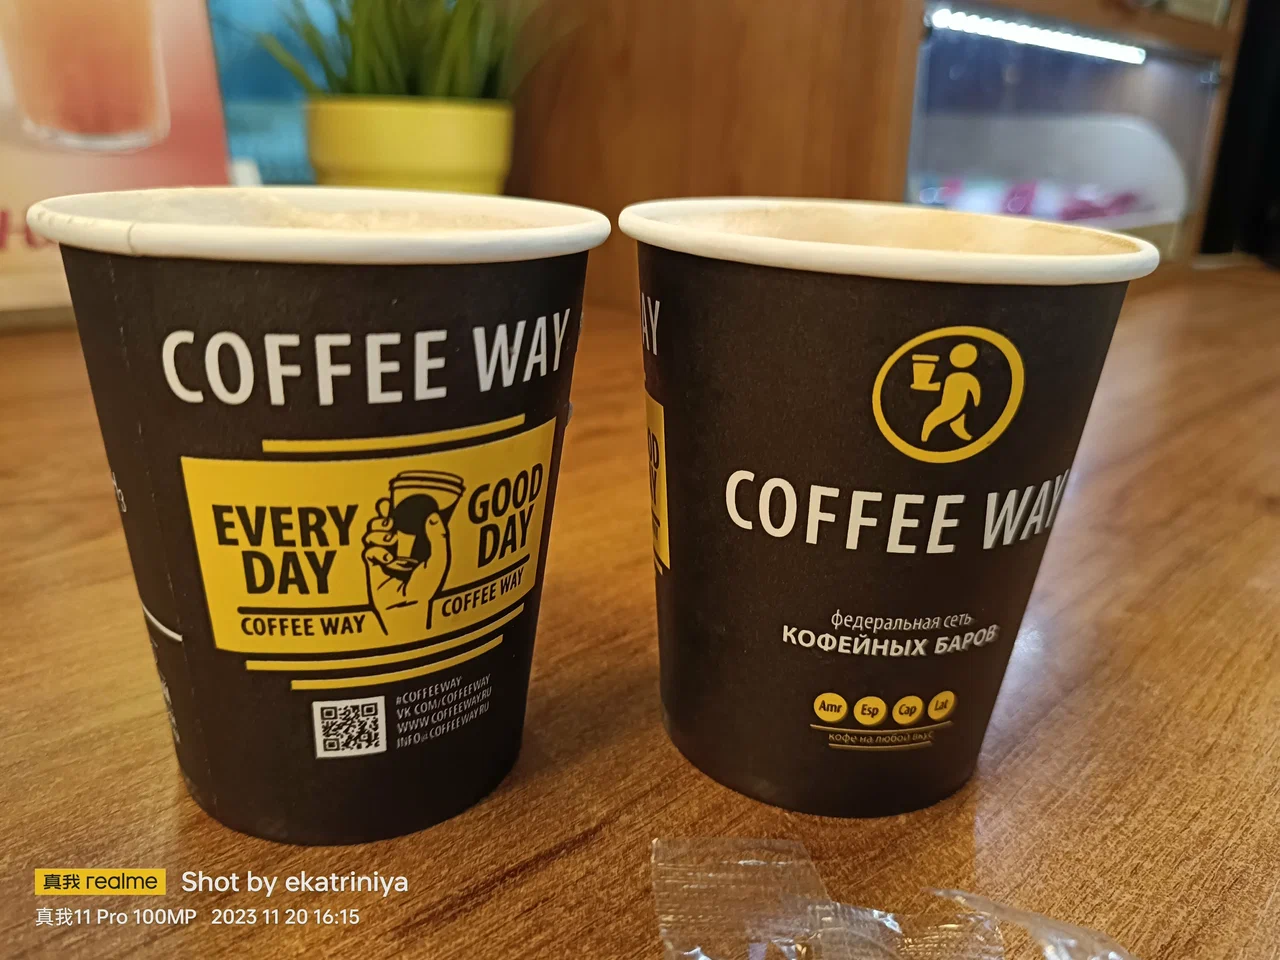 COFFEE WAY
EVERY
DAY
GOOD
DAY
COFFEE WAY
COFFEE WAY
#COFFEEWAY
VK.COM/COFFEEWAY
WWW.COFFEEWAY.RU
INFO@COFFEEWAY.RU
AY
COFFEE WAY
федеральная сеть
КОФЕЙНЫХ БАРОВ
Amr Esp Cap Lat
кофе на любой вкус
真我 realme Shot by ekatriniya
真我11 Pro 100MP 2023 11 20 16:15